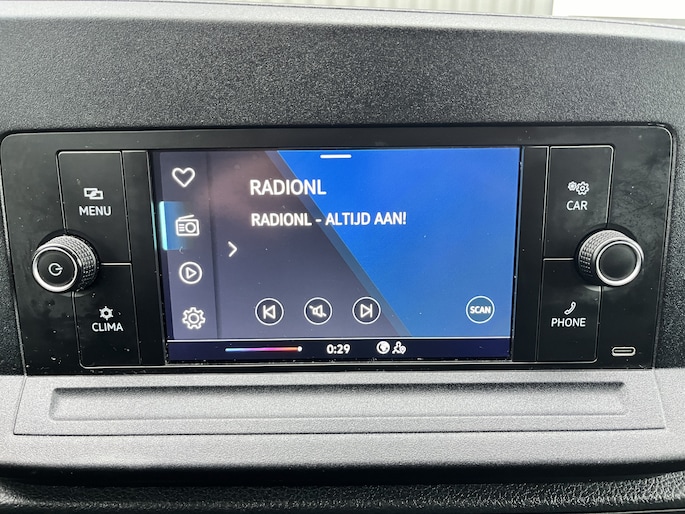 MENU
CLIMA
RADIONL
RADIONL - ALTIJD AAN!
SCAN
0:29
CAR
PHONE